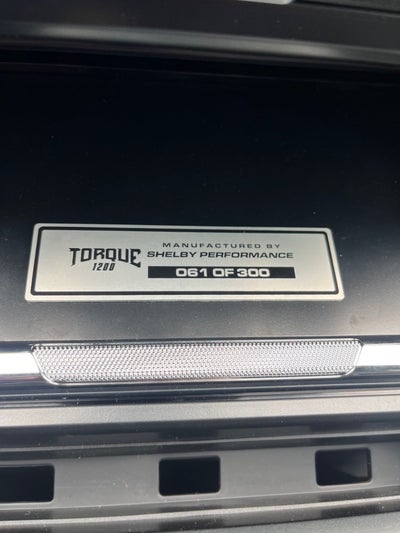 TORQUE
1200
MANUFACTURED BY
SHELBY PERFORMANCE
061 OF 300